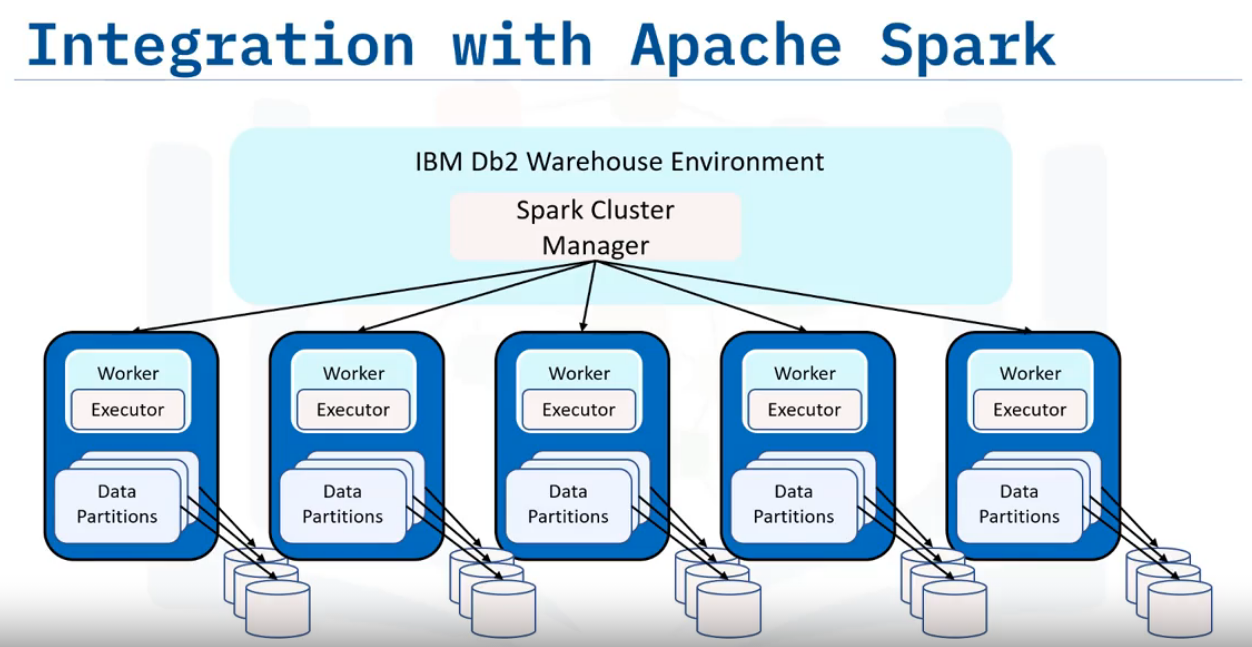 Integration with Apache Spark
IBM Db2 Warehouse Environment
Spark Cluster
Manager
Worker
Executor
Data
Partitions
Worker
Executor
Data
Partitions
Worker
Executor
Data
Partitions
Worker
Executor
Data
Partitions
Worker
Executor
Data
Partitions